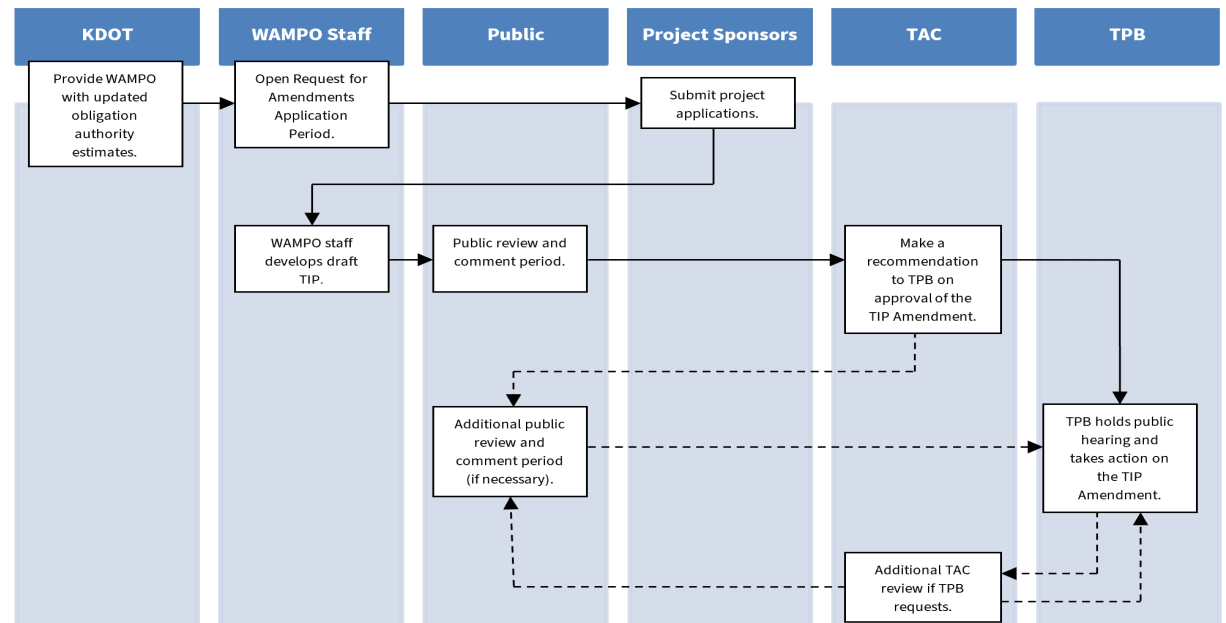 KDOT
WAMPO Staff
Public
Project Sponsors
TAC
TPB
Provide WAMPO
with updated
obligation
authority
estimates.
Open Request for
Amendments
Application
Period.
Submit project
applications.
WAMPO staff
develops draft
TIP.
Public review and
comment period.
Make a
recommendation
to TPB on
approval of the
TIP Amendment.
Additional public
review and
comment period
(if necessary).
TPB holds public
hearing and
takes action on
the TIP
Amendment.
Additional TAC
review if TPB
requests.